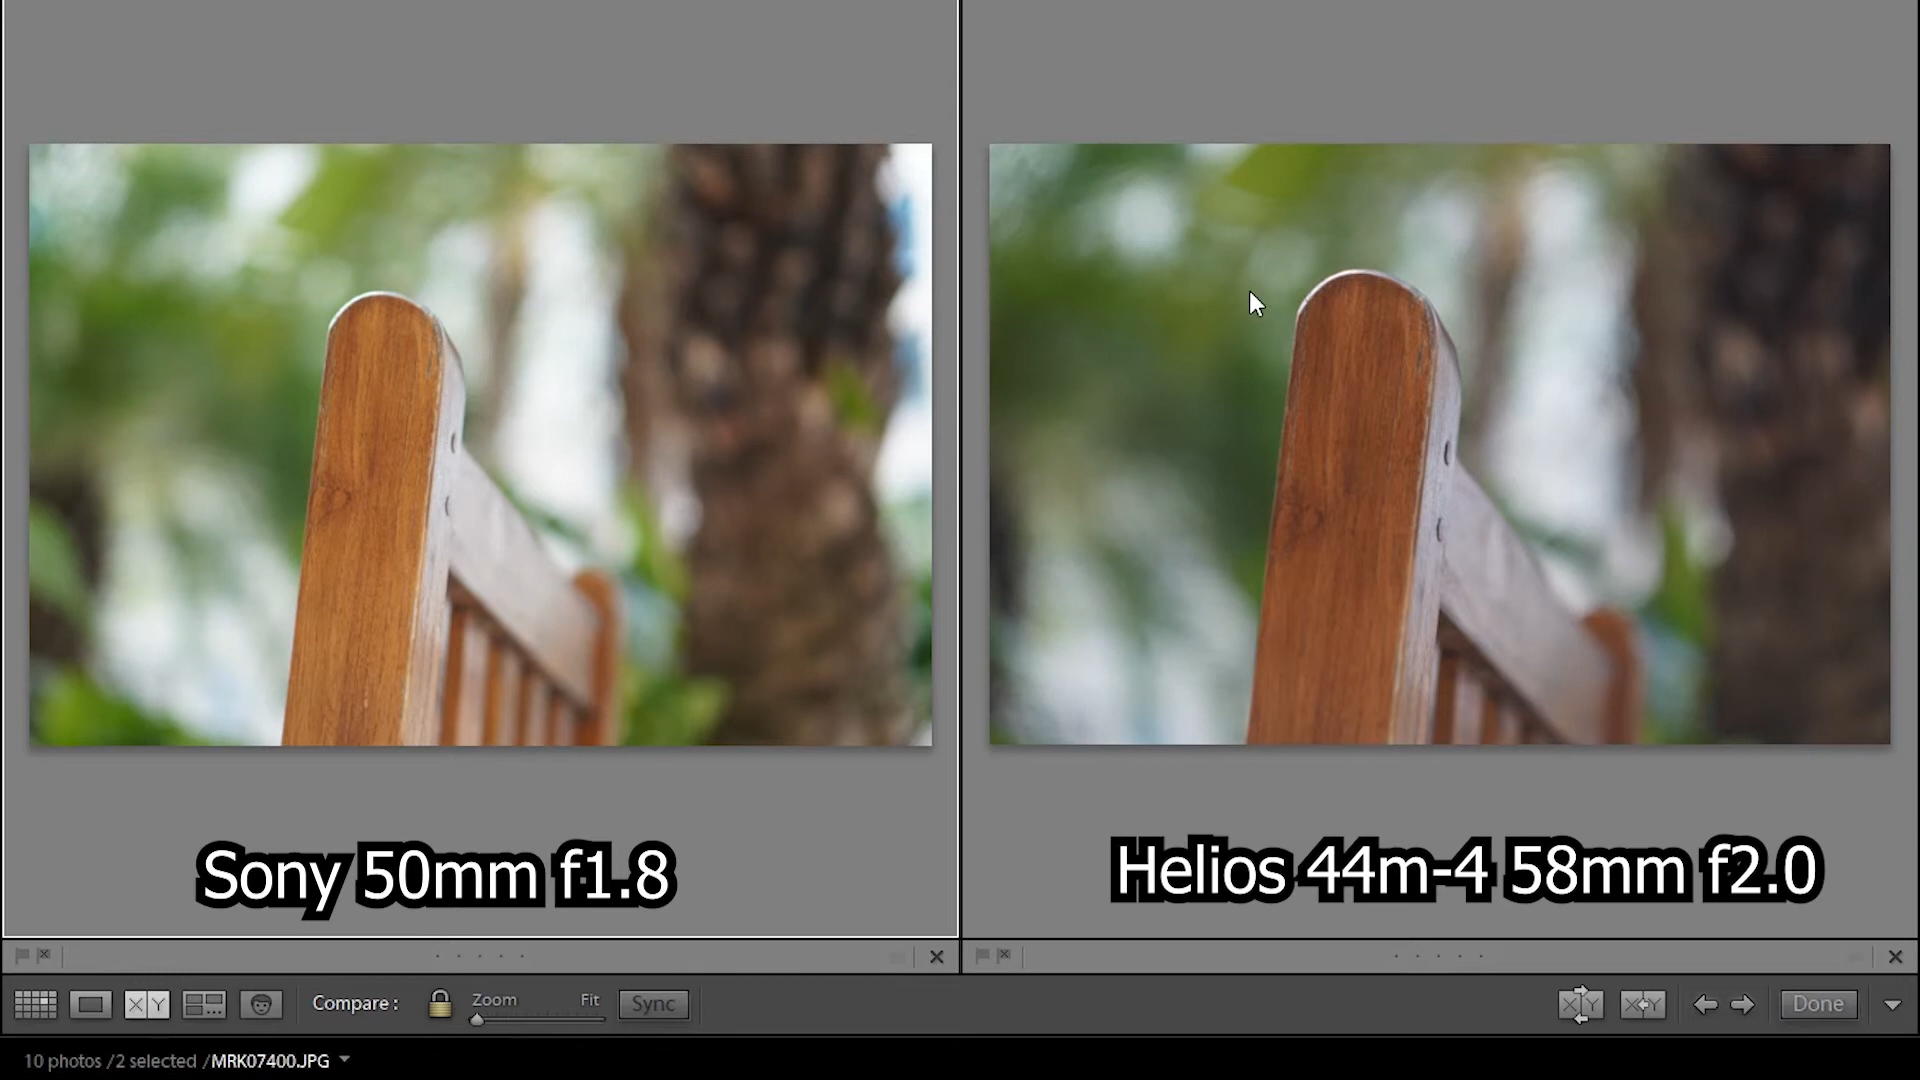 Sony 50mm f1.8
Helios 44m-4 58mm f2.0
X Y
Compare :
Zoom
Fit
Sync
X Y
X Y
Done
10 photos / 2 selected / MRK07400.JPG